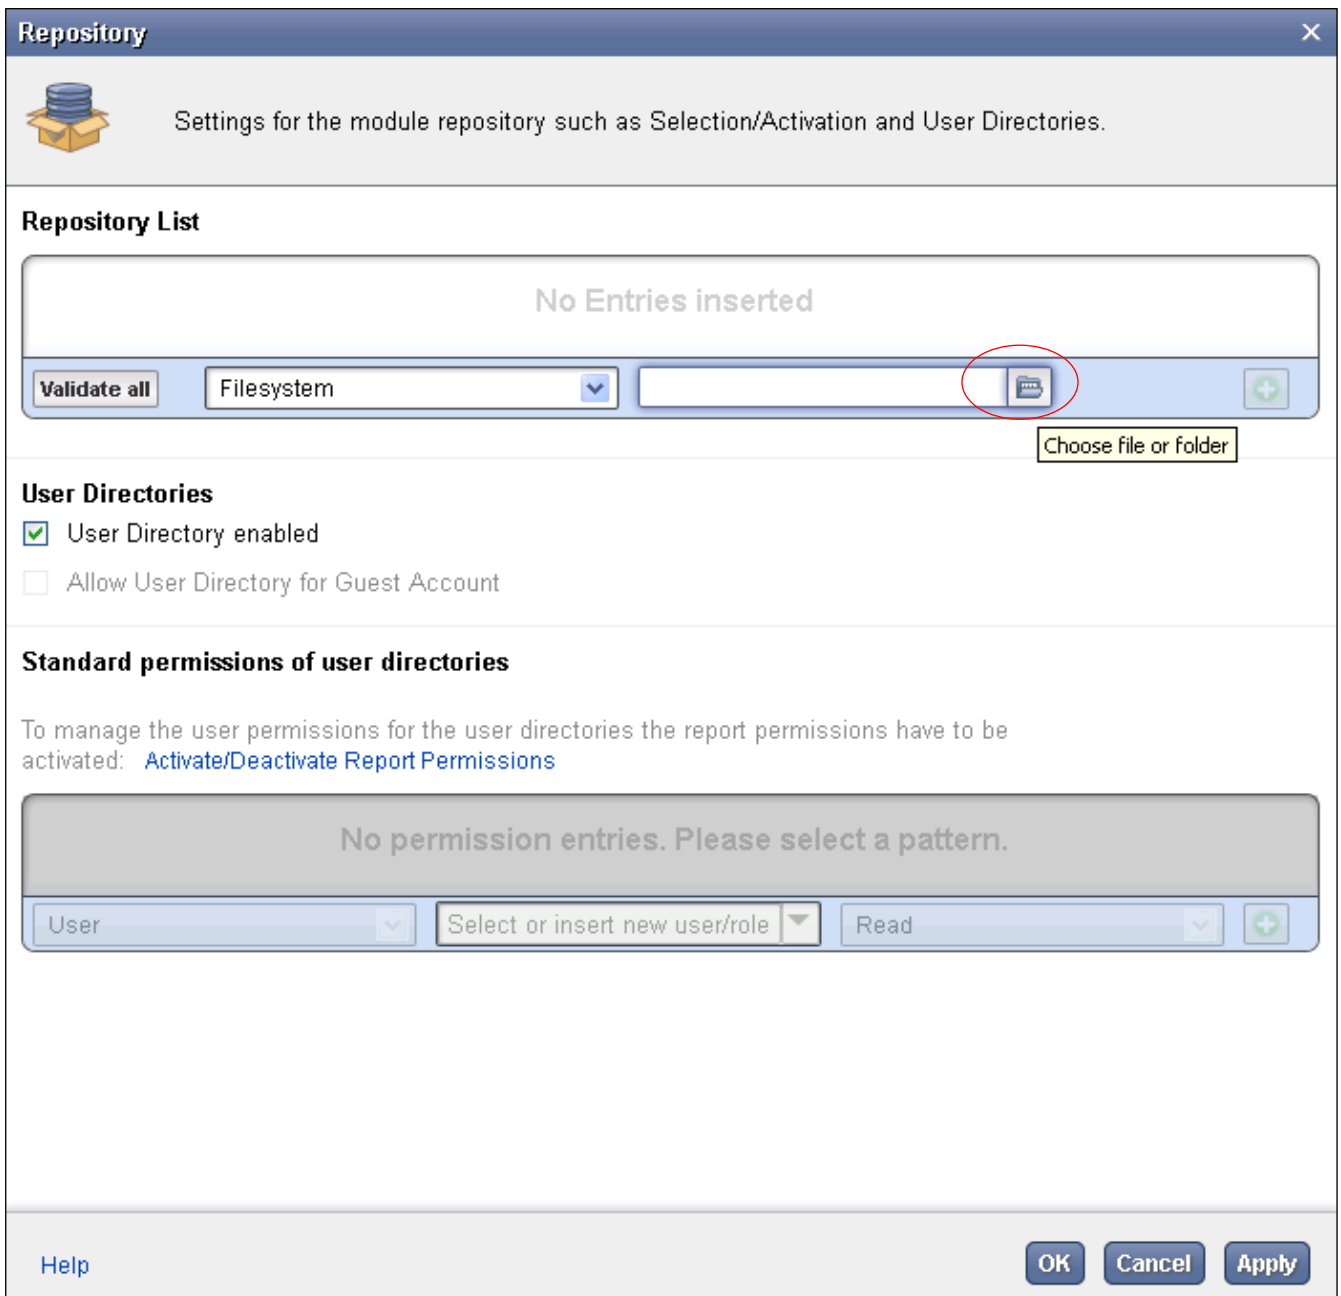 Repository
Settings for the module repository such as Selection/Activation and User Directories.
Repository List
No Entries inserted
Validate all
Filesystem
Choose file or folder
User Directories
User Directory enabled
Allow User Directory for Guest Account
Standard permissions of user directories
To manage the user permissions for the user directories the report permissions have to be
activated: Activate/Deactivate Report Permissions
No permission entries. Please select a pattern.
User
Select or insert new user/role
Read
Help
OK
Cancel
Apply